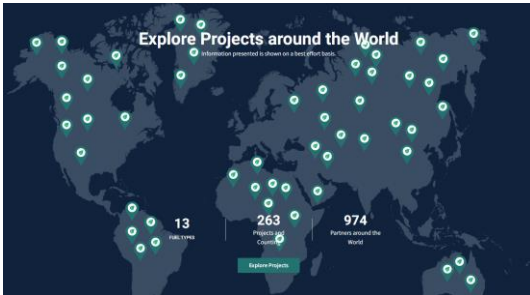 Explore Projects around the World
Information presented is shown on a best effort basis.
13
FUEL TYPES
263
Projects and
Counting
974
Partners around the
World
Explore Projects